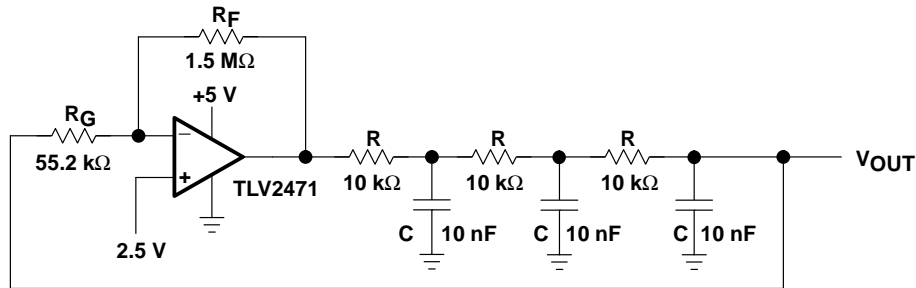 RF
1.5 MΩ
+5 V
RG
55.2 kΩ
−
+
TLV2471
2.5 V
R
10 kΩ
R
10 kΩ
R
10 kΩ
C 10 nF
C 10 nF
C 10 nF
VOUT